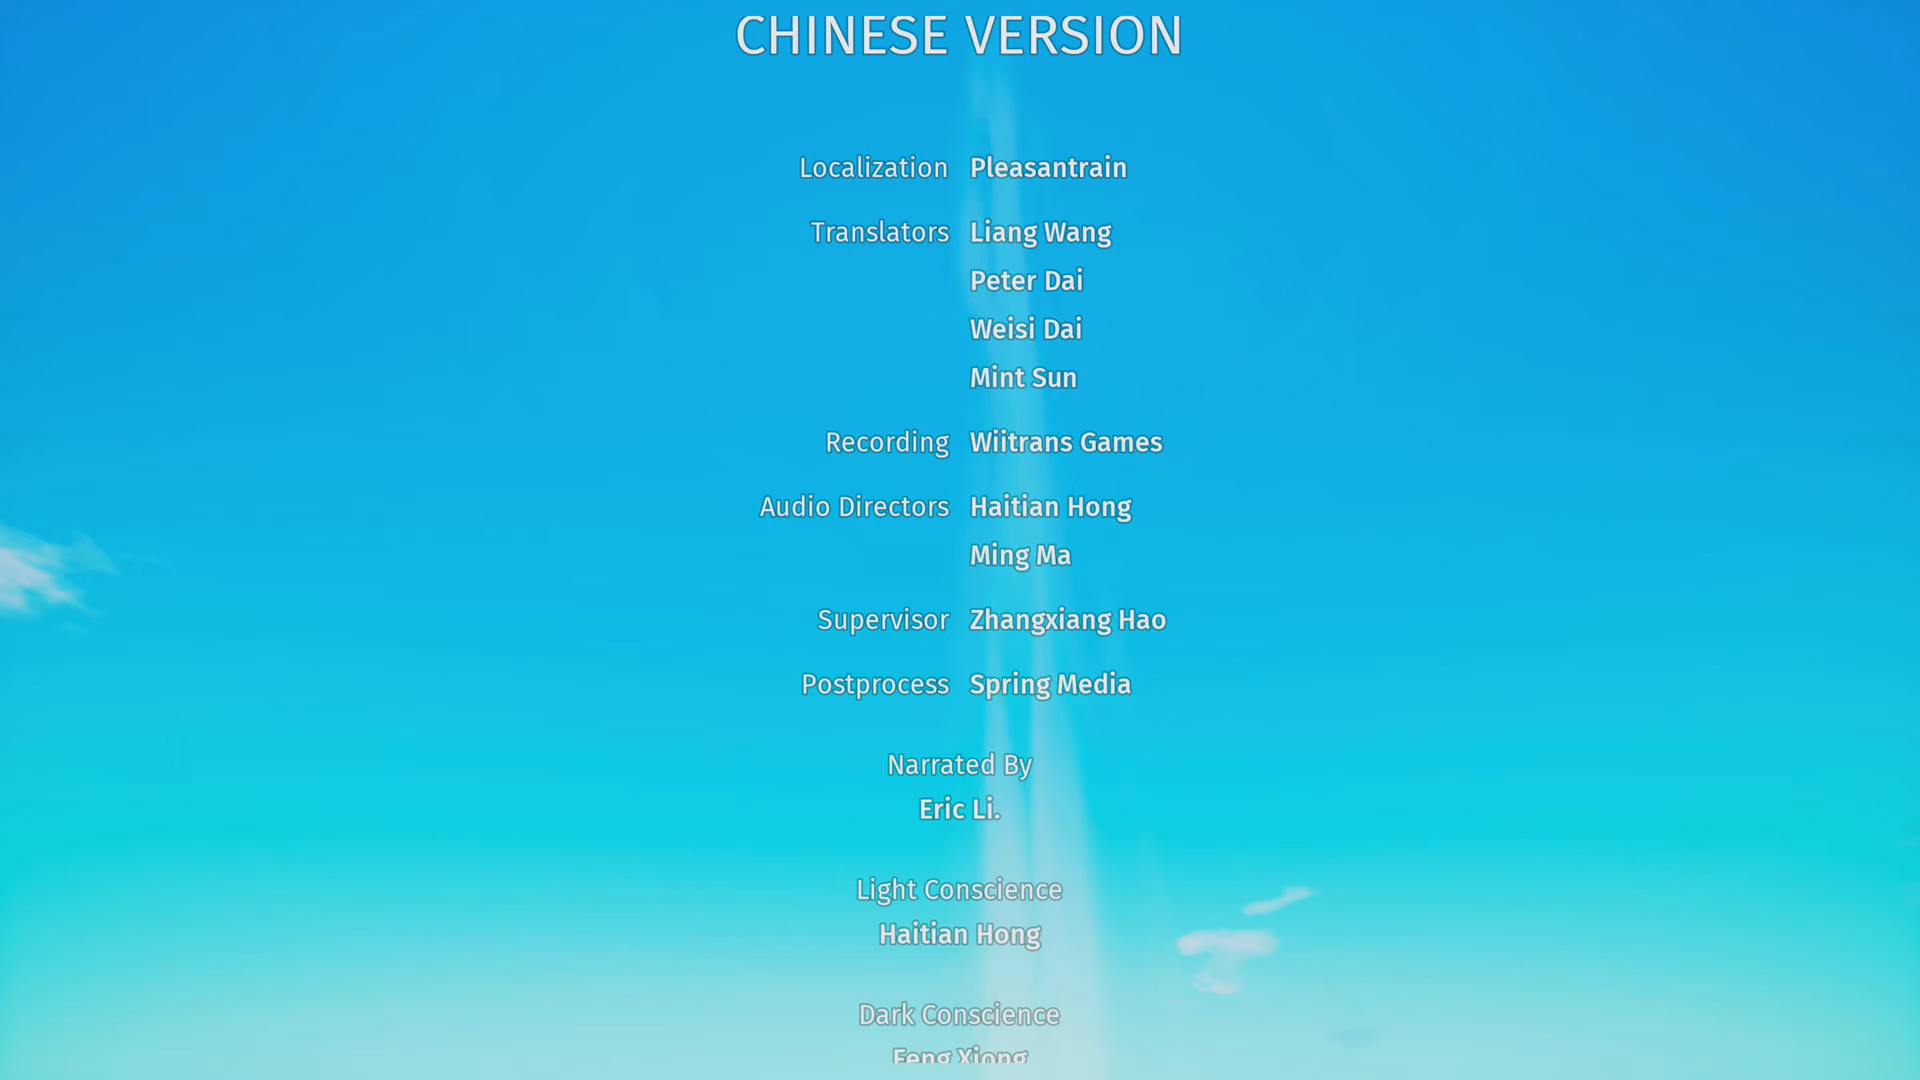 CHINESE VERSION
Localization Pleasantrain
Translators Liang Wang
Peter Dai
Weisi Dai
Mint Sun
Recording Wiitrans Games
Audio Directors Haitian Hong
Ming Ma
Supervisor Zhangxiang Hao
Postprocess Spring Media
Narrated By
Eric Li.
Light Conscience
Haitian Hong
Dark Conscience
Feng Xiong